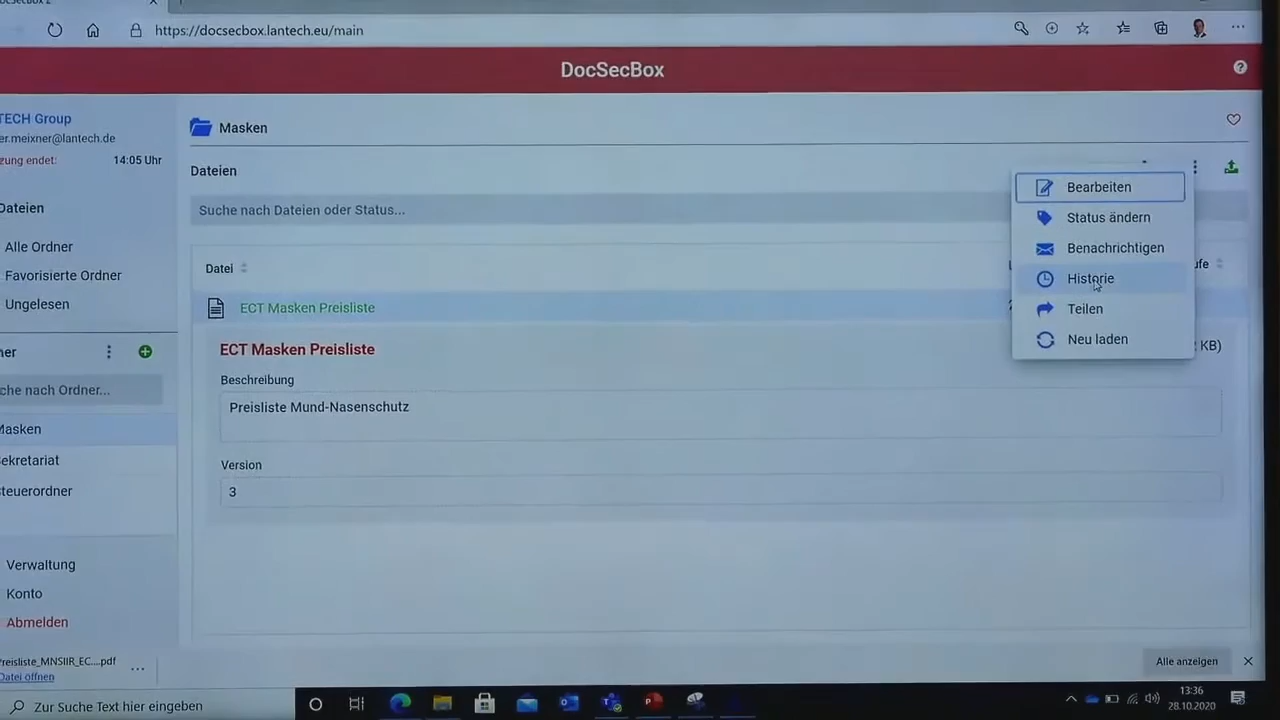 https://docsecbox.lantech.eu/main
DocSecBox
TECH Group
er.meixner@lantech.de
zung endet: 14:05 Uhr
Dateien
Alle Ordner
Favorisierte Ordner
Ungelesen
ner
che nach Ordner...
Masken
ekretariat
teuerordner
Verwaltung
Konto
Abmelden
Masken
Dateien
Suche nach Dateien oder Status...
Datei
ufe
ECT Masken Preisliste
ECT Masken Preisliste
KB)
Beschreibung
Preisliste Mund-Nasenschutz
Version
3
Bearbeiten
Status ändern
Benachrichtigen
Historie
Teilen
Neu laden
reisliste_MNSIIR_EC....pdf
Datei öffnen
Alle anzeigen
Zur Suche Text hier eingeben
13:36
28.10.2020